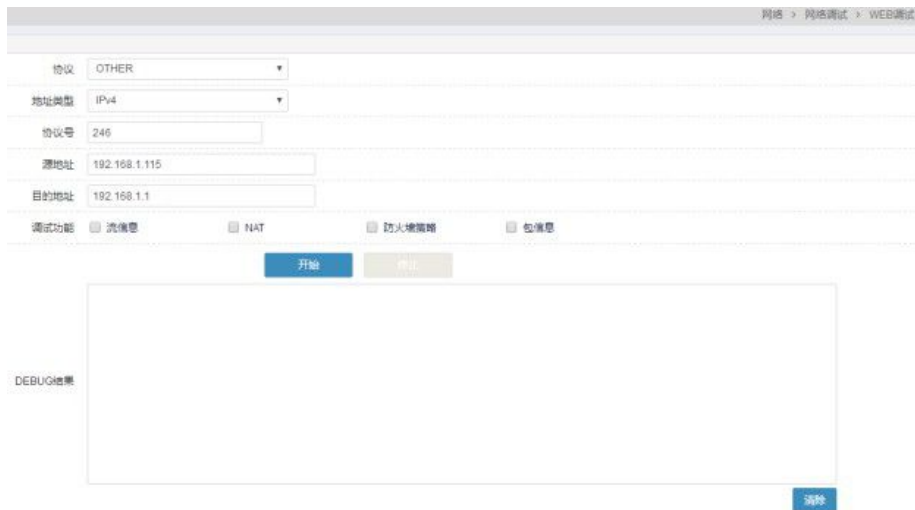 网络 > 网络调试 > WEB调试
协议 OTHER
地址类型 IPv4
协议号 246
源地址 192.168.1.115
目的地址 192.168.1.1
调试功能 流信息 NAT 防火墙策略 包信息
开始 停止
DEBUG结果
清除